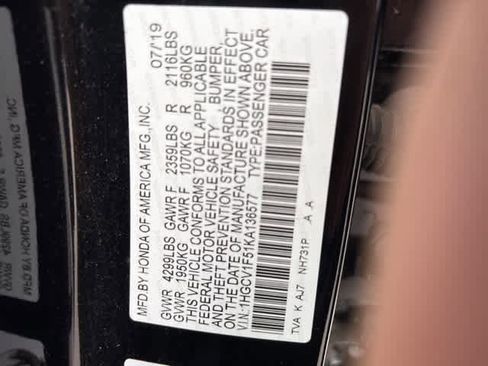 MFD.BY HONDA OF AMERICA MFG.,INC. 07/19
GVWR 4299LBS GAWR F 2359LBS R 2116LBS
GVWR 1950KG GAWR F 1070KG R 960KG
THIS VEHICLE CONFORMS TO ALL APPLICABLE
FEDERAL MOTOR VEHICLE SAFETY , BUMPER,
AND THEFT PREVENTION STANDARDS IN EFFECT
ON THE DATE OF MANUFACTURE SHOWN ABOVE.
V.I.N:1HGCV1F51KA136577 TYPE:PASSENGER CAR
TVA K AJ7 NH731P A A